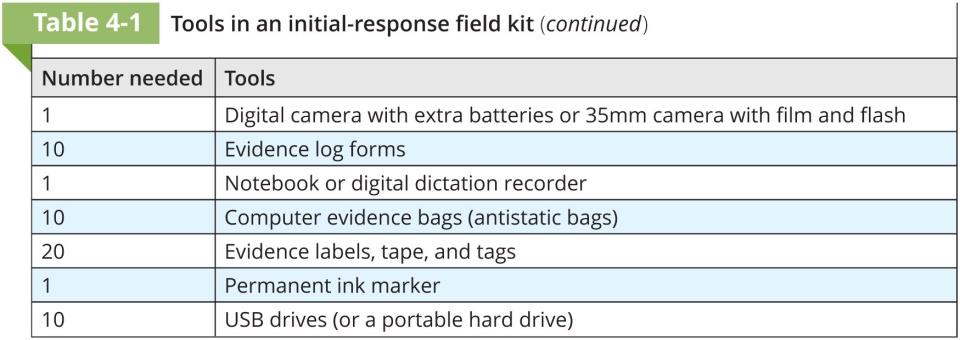 Table 4-1 Tools in an initial-response field kit (continued)
Number needed Tools
1 Digital camera with extra batteries or 35mm camera with film and flash
10 Evidence log forms
1 Notebook or digital dictation recorder
10 Computer evidence bags (antistatic bags)
20 Evidence labels, tape, and tags
1 Permanent ink marker
10 USB drives (or a portable hard drive)